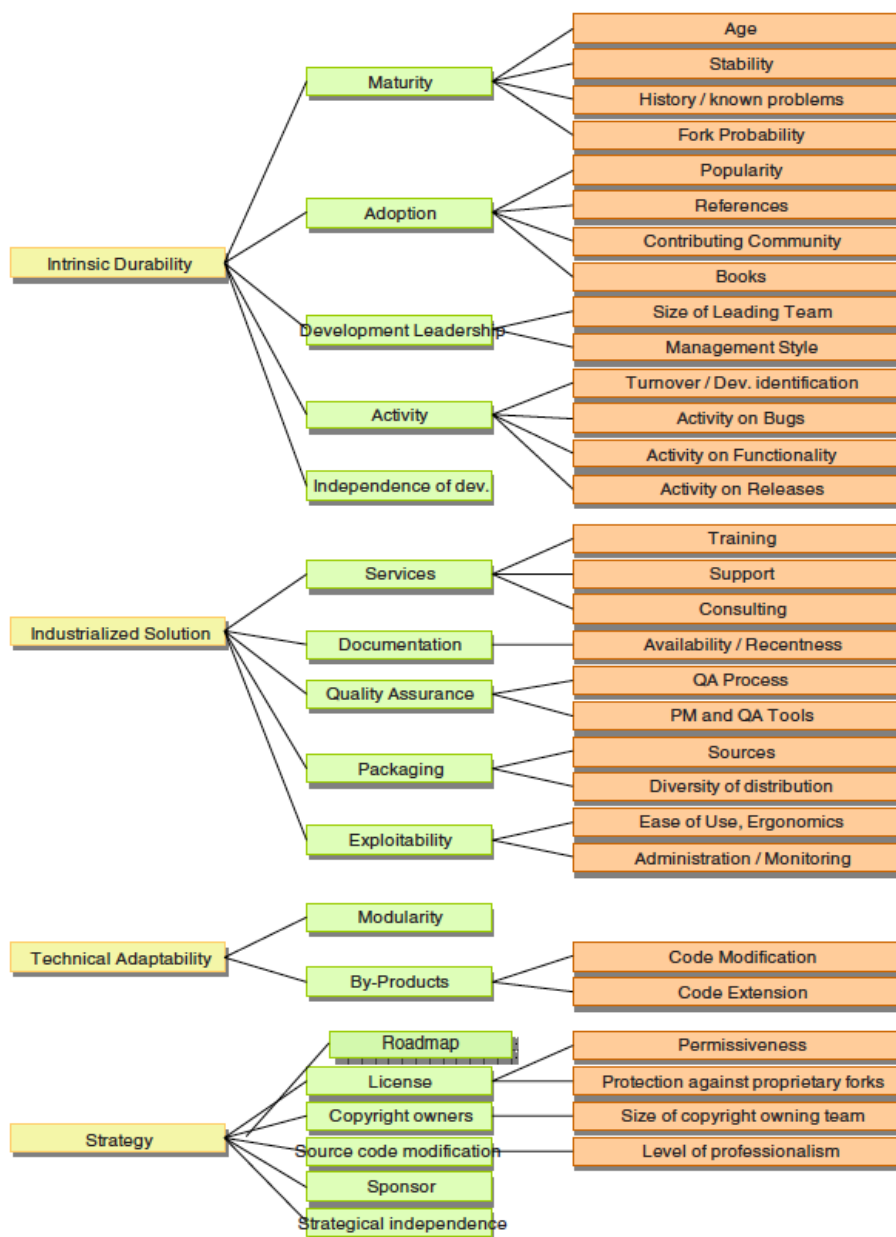 Age
Stability
Maturity
History / known problems
Fork Probability
Popularity
References
Adoption
Contributing Community
Intrinsic Durability
Books
Size of Leading Team
Development Leadership
Management Style
Turnover / Dev. identification
Activity
Activity on Bugs
Activity on Functionality
Independence of dev.
Activity on Releases
Training
Services
Support
Consulting
Industrialized Solution
Documentation
Availability / Recentness
QA Process
Quality Assurance
PM and QA Tools
Sources
Packaging
Diversity of distribution
Ease of Use, Ergonomics
Exploitability
Administration / Monitoring
Modularity
Technical Adaptability
Code Modification
By-Products
Code Extension
Roadmap
Permissiveness
License
Protection against proprietary forks
Copyright owners
Size of copyright owning team
Strategy
Source code modification
Level of professionalism
Sponsor
Strategical independence